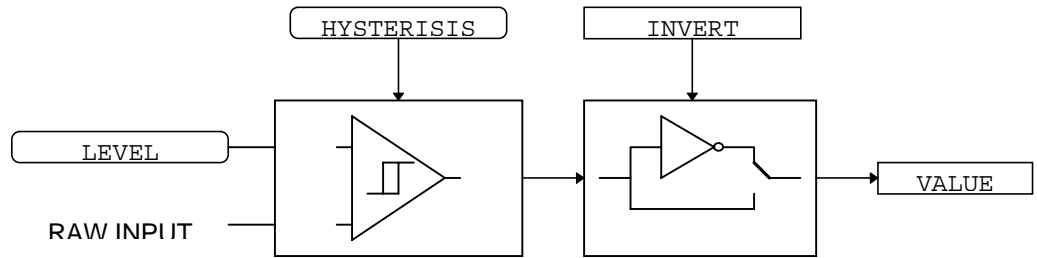 HYSTERISIS
INVERT
LEVEL
VALUE
RAW INPUT